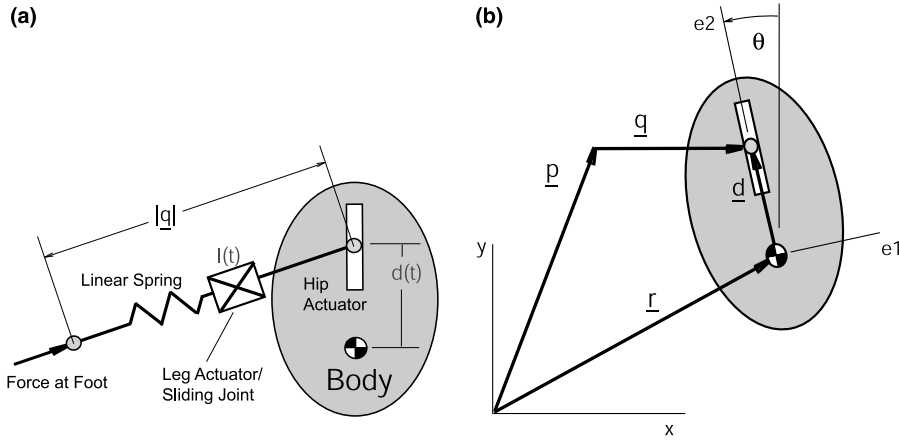 (a)
|q|
l(t)
Linear Spring
Hip
Actuator
d(t)
Force at Foot
Leg Actuator/
Sliding Joint
Body
(b)
e2
θ
q
p
d
y
e1
r
x